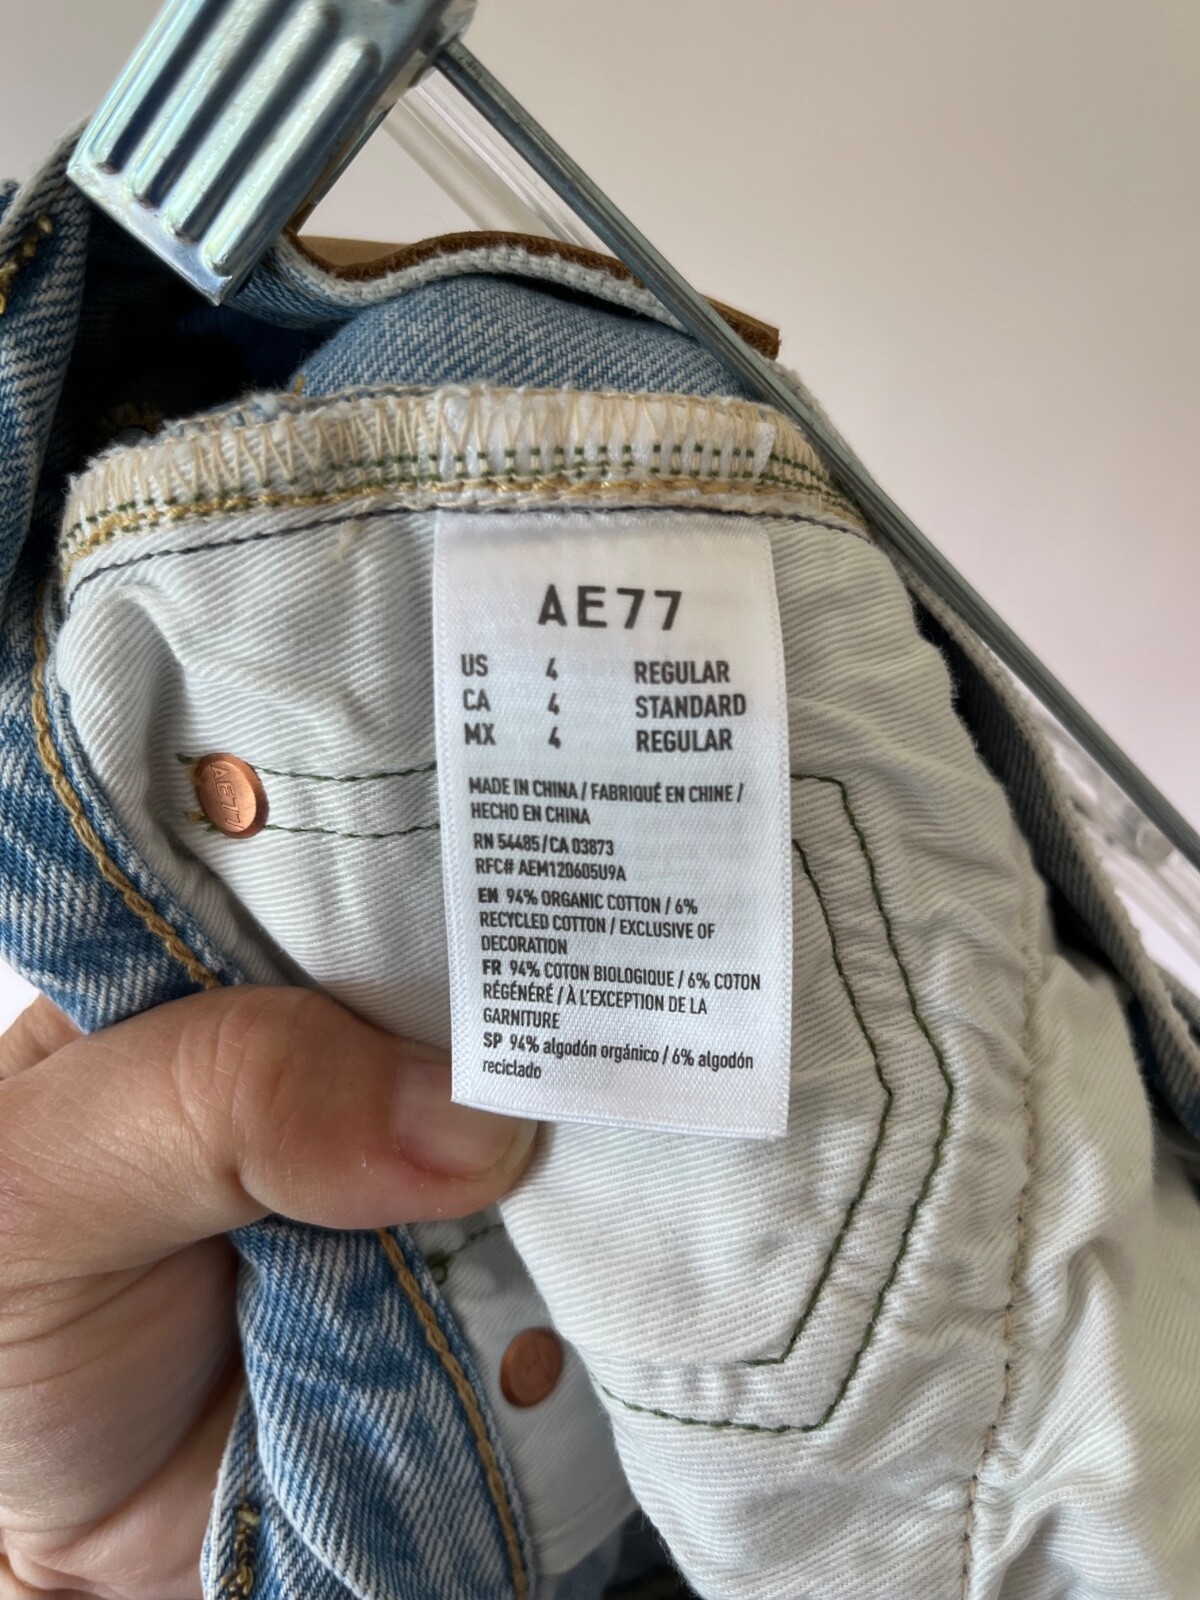 AE77
US 4 REGULAR
CA 4 STANDARD
MX 4 REGULAR
MADE IN CHINA / FABRIQUÉ EN CHINE /
HECHO EN CHINA
RN 54485/CA 03873
RFC# AEM120605U9A
EN 94% ORGANIC COTTON / 6%
RECYCLED COTTON / EXCLUSIVE OF
DECORATION
FR 94% COTON BIOLOGIQUE / 6% COTON
RÉGÉNÉRÉ / À L'EXCEPTION DE LA
GARNITURE
SP 94% algodón orgánico / 6% algodón
reciclado
AE77